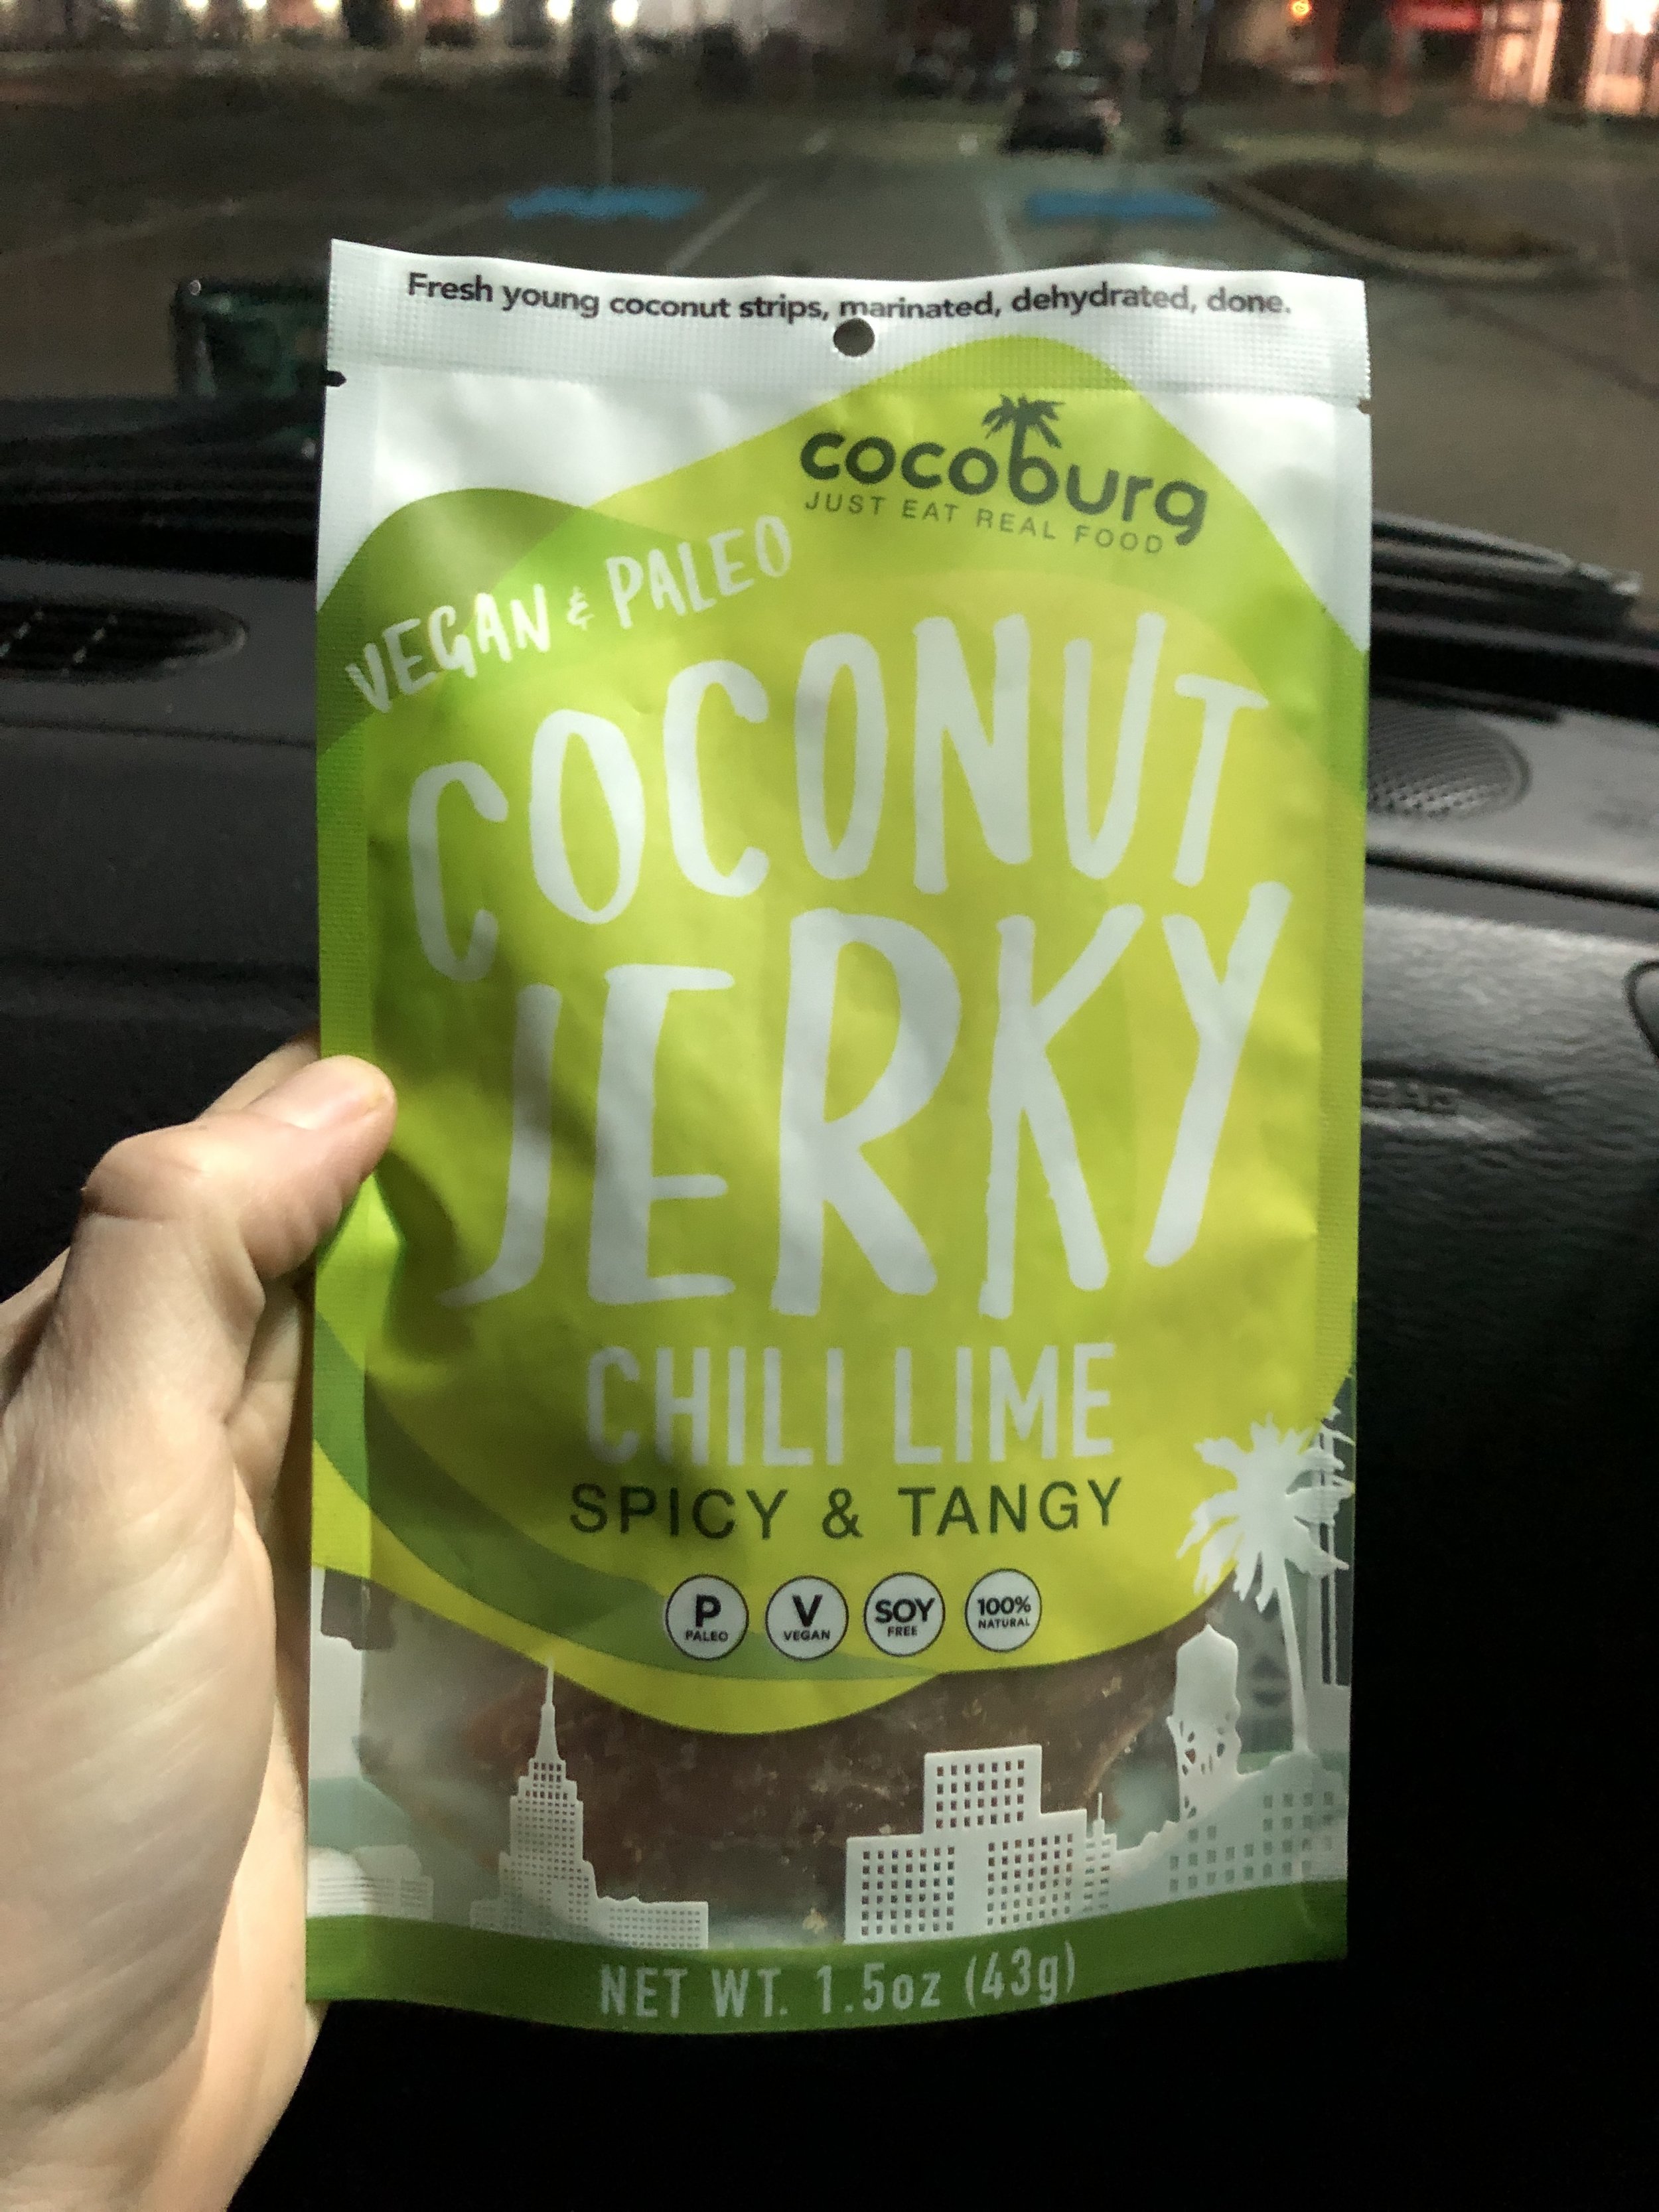 Fresh young coconut strips, marinated, dehydrated, done.
cocoburg
JUST EAT REAL FOOD
VEGAN & PALEO
COCONUT
JERKY
CHILI LIME
SPICY & TANGY
P
PALEO
V
VEGAN
SOY
FREE
100%
NATURAL
NET WT. 1.5oz (43g)